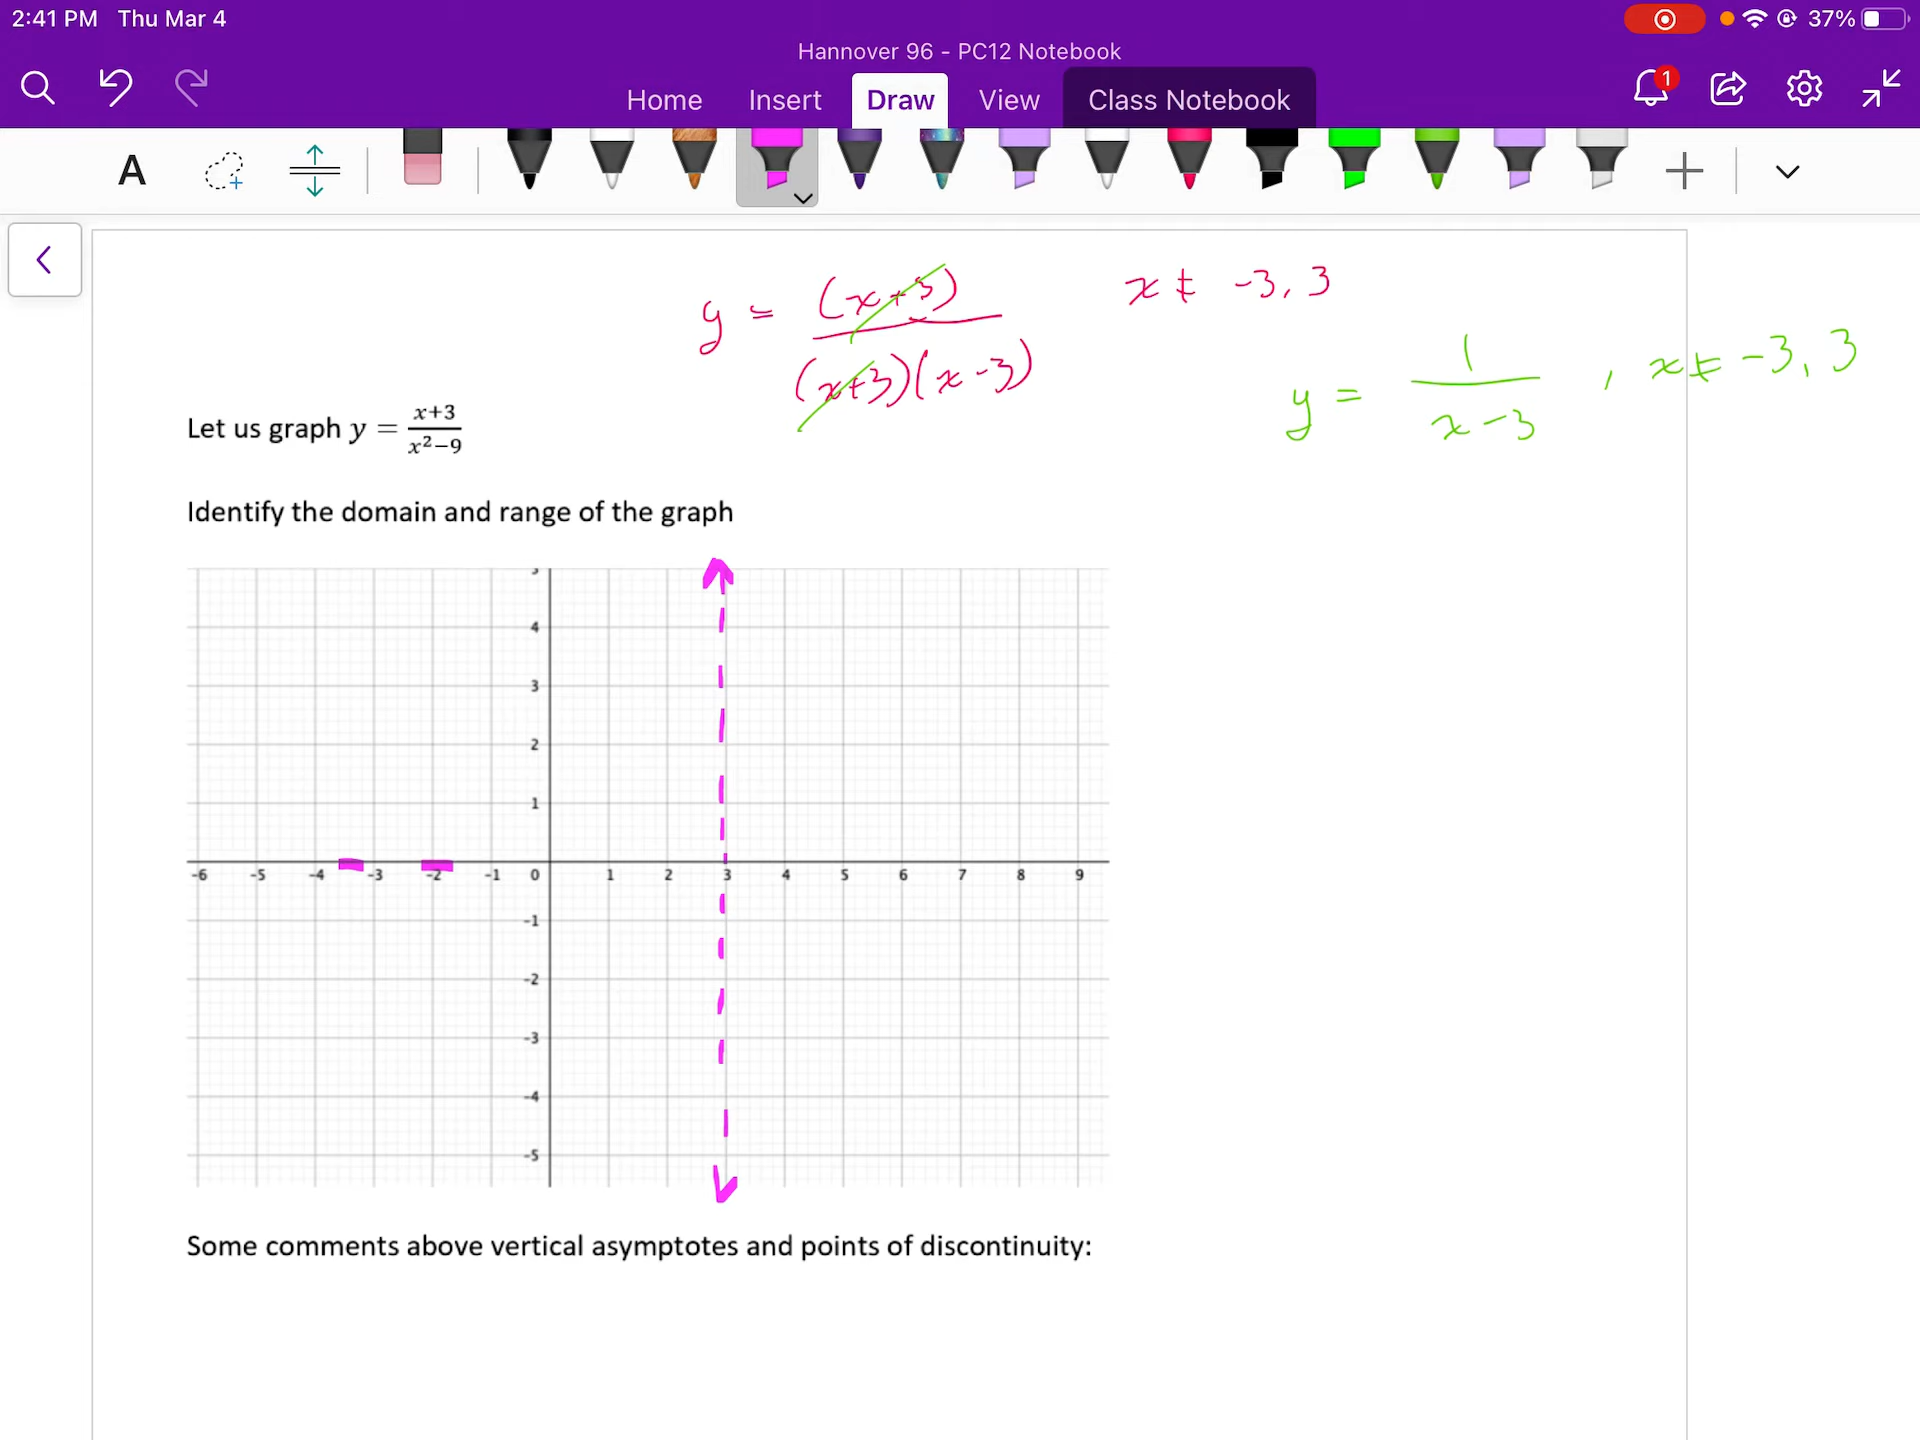 2:41 PM Thu Mar 4
37%
Hannover 96 - PC12 Notebook
Home Insert Draw View Class Notebook
1
A
y = (x+3) / (x+3)(x-3)
x ≠ -3, 3
y = 1 / x-3 , x ≠ -3, 3
Let us graph y = x+3 / x²−9
Identify the domain and range of the graph
4
3
2
1
-6 -5 -4 -3 -2 -1 0 1 2 3 4 5 6 7 8 9
-1
-2
-3
-4
-5
Some comments above vertical asymptotes and points of discontinuity: